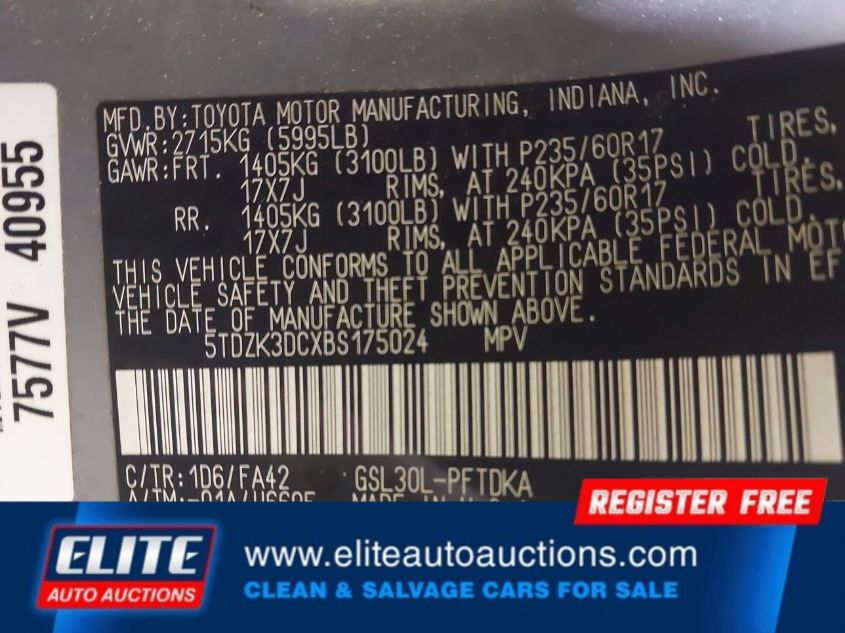 MFD.BY:TOYOTA MOTOR MANUFACTURING, INDIANA, INC.
GVWR:2715KG (5995LB)
GAWR:FRT. 1405KG (3100LB) WITH P235/60R17 TIRES,
17X7J RIMS, AT 240KPA (35PSI) COLD.
RR. 1405KG (3100LB) WITH P235/60R17 TIRES,
17X7J RIMS, AT 240KPA (35PSI) COLD.
THIS VEHICLE CONFORMS TO ALL APPLICABLE FEDERAL MOTO
VEHICLE SAFETY AND THEFT PREVENTION STANDARDS IN EF
THE DATE OF MANUFACTURE SHOWN ABOVE.
5TDZK3DCXBS175024 MPV
C/TR:1D6/FA42 GSL30L-PFTDKA
7577V 40955
REGISTER FREE
ELITE
AUTO AUCTIONS
www.eliteautoauctions.com
CLEAN & SALVAGE CARS FOR SALE